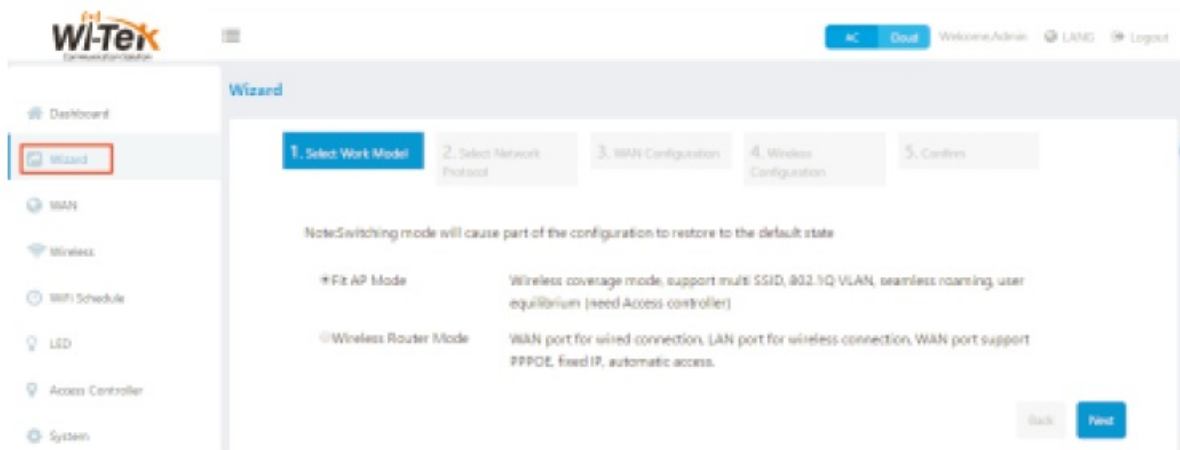 Wi-Tek
Communication Solution
AC Cloud Welcome,Admin LANG Logout
Wizard
Dashboard
Wizard
WAN
Wireless
WiFi Schedule
LED
Access Controller
System
1. Select Work Model
2. Select Network
Protocol
3. WAN Configuration
4. Wireless
Configuration
5. Confirm
Note:Switching mode will cause part of the configuration to restore to the default state
Fit AP Mode
Wireless coverage mode, support multi SSID, 802.1Q VLAN, seamless roaming, user
equilibrium (need Access controller)
Wireless Router Mode
WAN port for wired connection, LAN port for wireless connection, WAN port support
PPPOE, fixed IP, automatic access.
Back Next